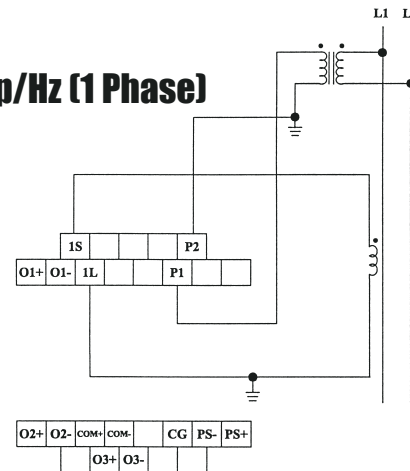 L1 L
p/Hz (1 Phase)
1S P2
O1+ O1- 1L P1
O2+ O2- COM+ COM- CG PS- PS+
O3+ O3-